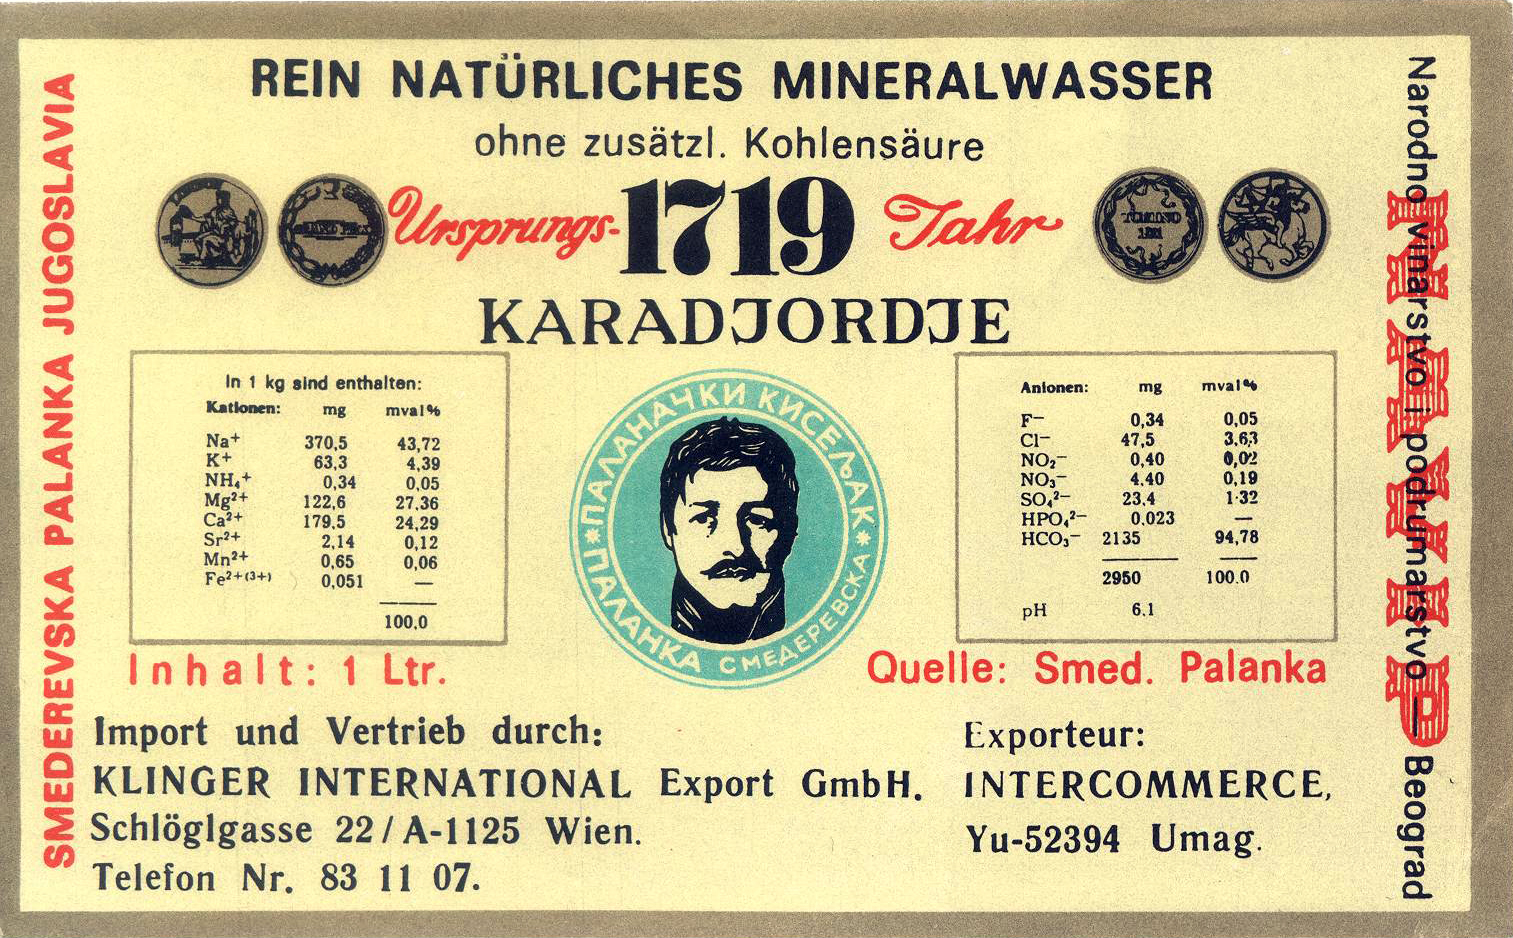 REIN NATÜRLICHES MINERALWASSER
ohne zusätzl. Kohlensäure
Ursprungs- 1719 Jahr
KARADJORDJE
SMEDEREVSKA PALANKA JUGOSLAVIA
In 1 kg sind enthalten:
Kationen: mg mval%
Na+ 370,5 43,72
K+ 63,3 4,39
NH₄+ 0,34 0,05
Mg²+ 122,6 27,36
Ca²+ 179,5 24,29
Sr²+ 2,14 0,12
Mn²+ 0,65 0,06
Fe²+(3+) 0,051 —
100,0
ПАЛАНАЧКИ КИСЕЉАК * СМЕДЕРЕВСКА ПАЛАНКА *
Anionen: mg mval%
F− 0,34 0,05
Cl− 47,5 3,63
NO₂− 0,40 0,02
NO₃− 4.40 0,19
SO₄²− 23,4 1·32
HPO₄²− 0.023 —
HCO₃− 2135 94,78
2950 100.0
pH 6,1
Inhalt: 1 Ltr.
Quelle: Smed. Palanka
Import und Vertrieb durch:
KLINGER INTERNATIONAL Export GmbH.
Schlöglgasse 22/A-1125 Wien.
Telefon Nr. 83 11 07.
Exporteur:
INTERCOMMERCE,
Yu-52394 Umag.
Narodno vinarstvo i podrumarstvo — Beograd